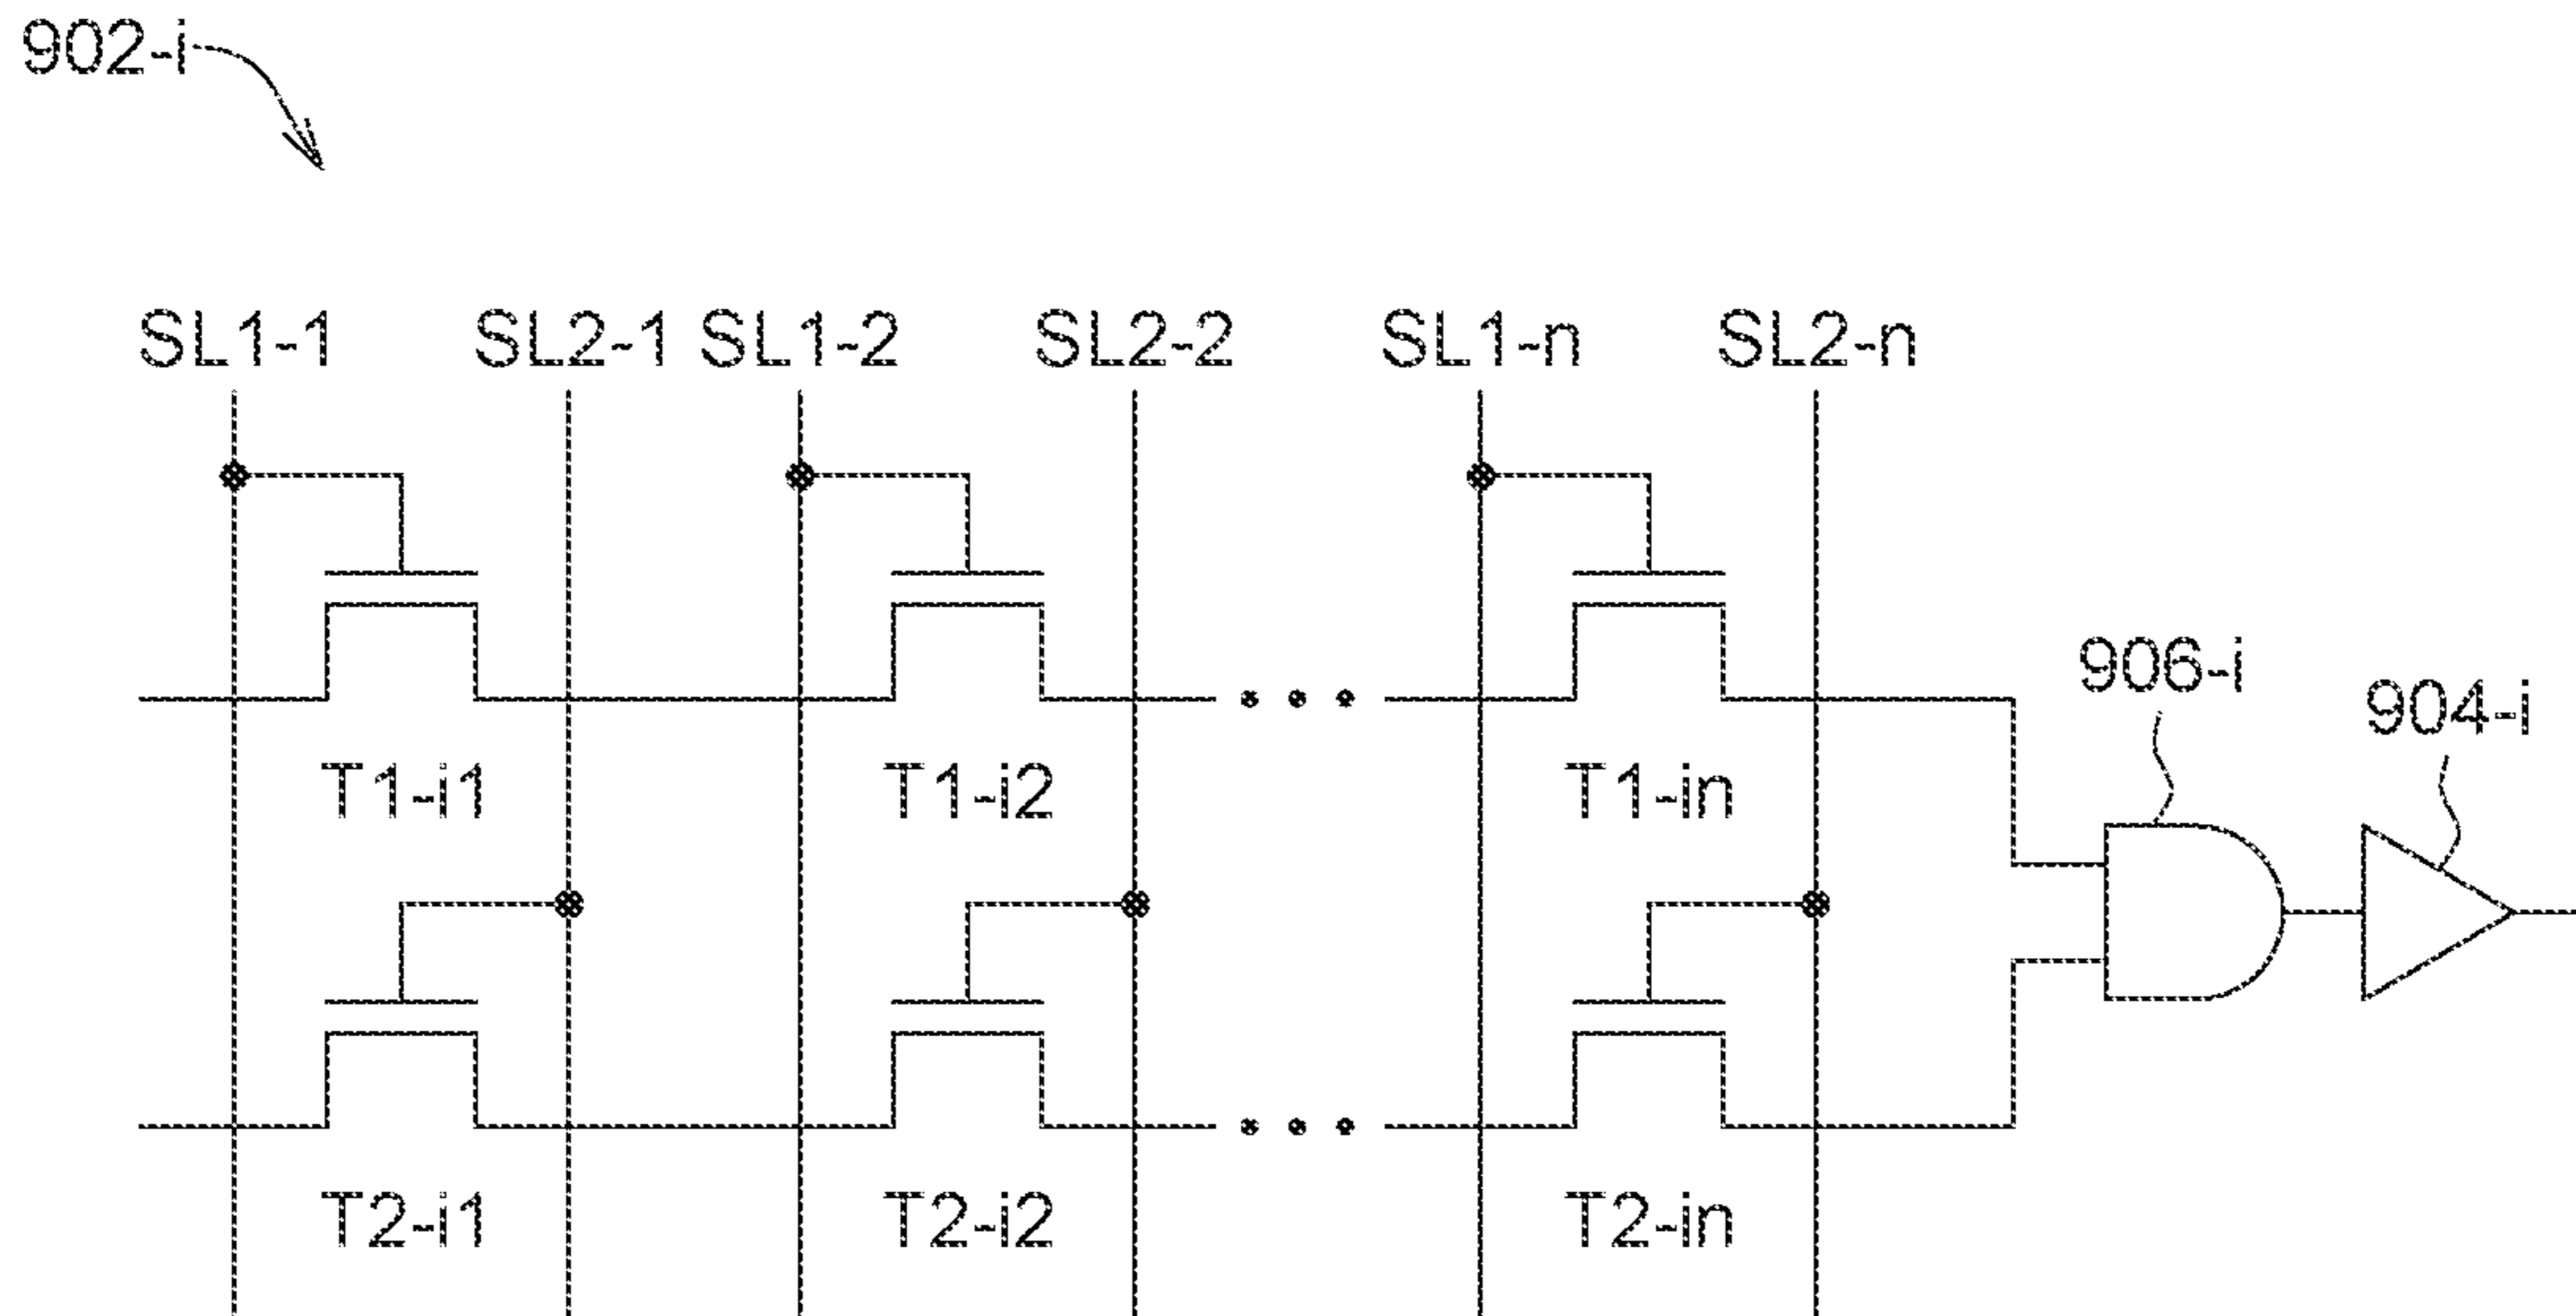 902-i
SL1-1 SL2-1 SL1-2 SL2-2 SL1-n SL2-n
906-i
904-i
T1-i1 T1-i2 T1-in
T2-i1 T2-i2 T2-in